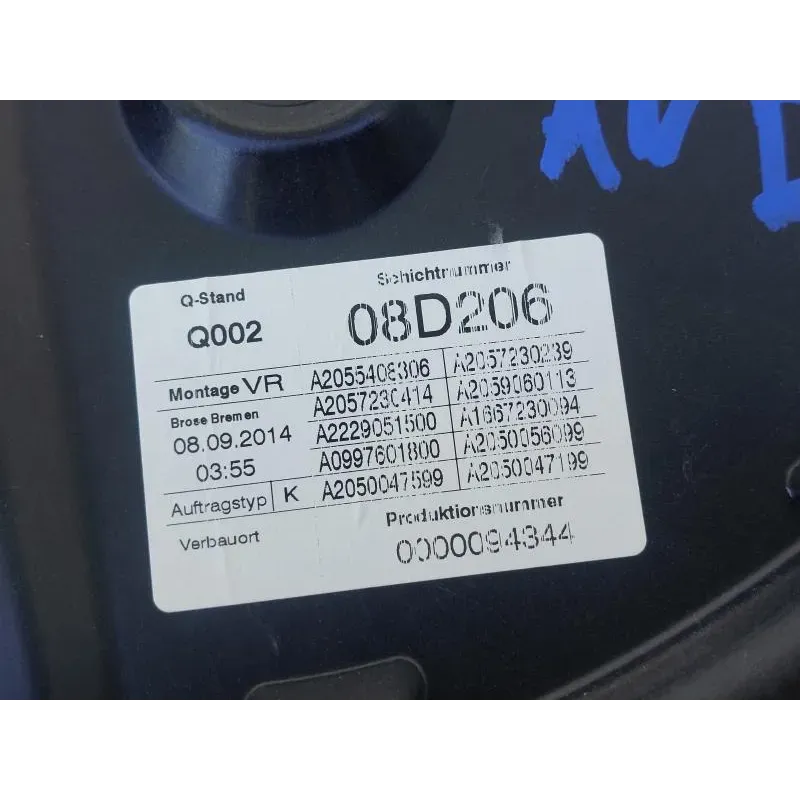 AVD
Q-Stand
Schichtnummer
Q002
08D206
Montage VR
A2055408306
A2057230239
Brose Bremen
A2057230414
A2059060113
08.09.2014
A2229051500
A1667230094
03:55
A0997601800
A2050056099
Auftragstyp
K
A2050047599
A2050047199
Verbauort
Produktionsnummer
0000094344